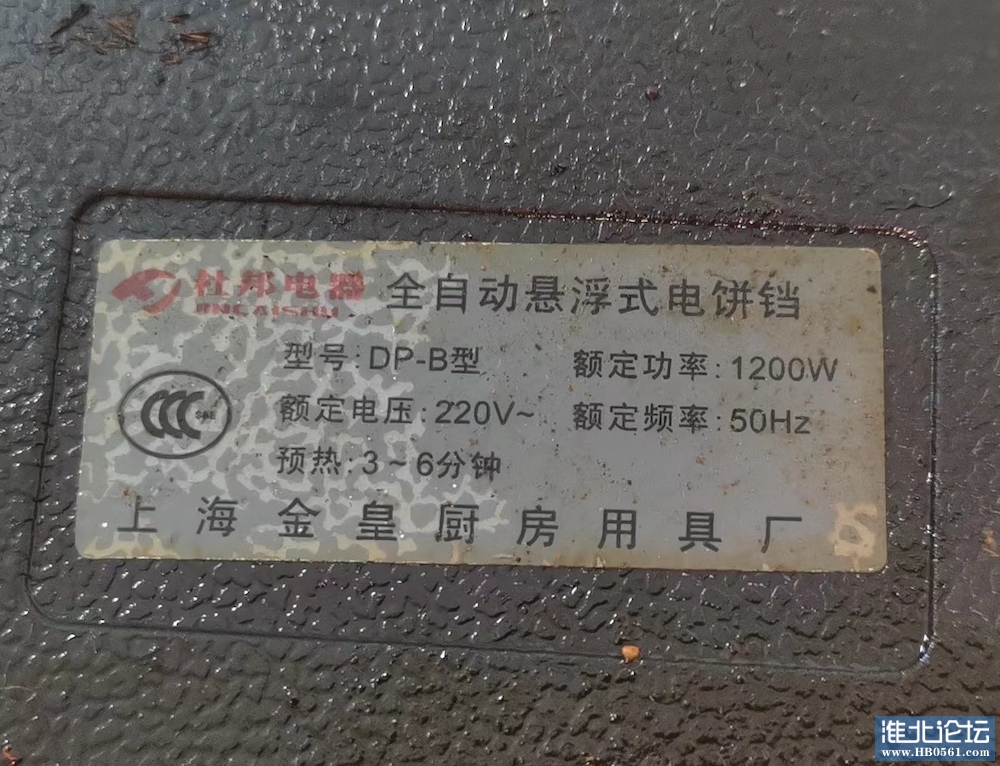 杜邦电器 全自动悬浮式电饼铛
JINCAISHU
型号:DP-B型 额定功率:1200W
CCC S&E 额定电压:220V~ 额定频率:50Hz
预热:3~6分钟
上海金皇厨房用具厂
淮北论坛
www.HB0561.com